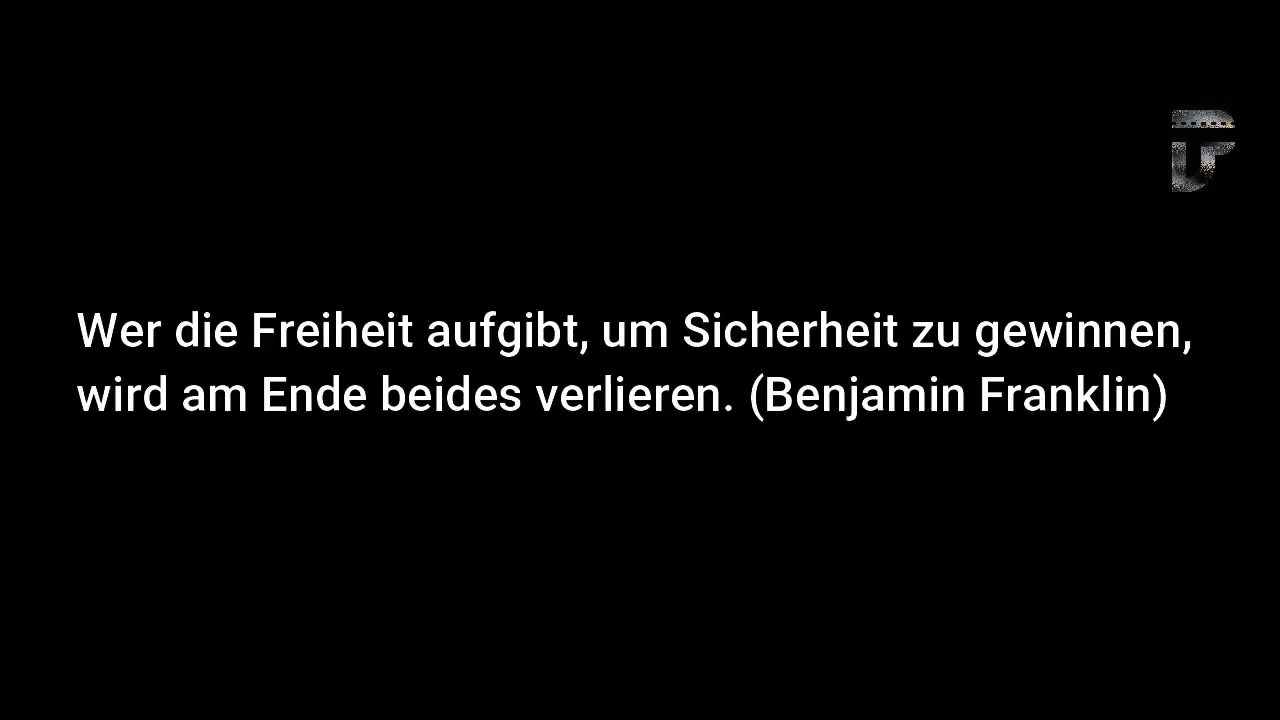 Wer die Freiheit aufgibt, um Sicherheit zu gewinnen,
wird am Ende beides verlieren. (Benjamin Franklin)